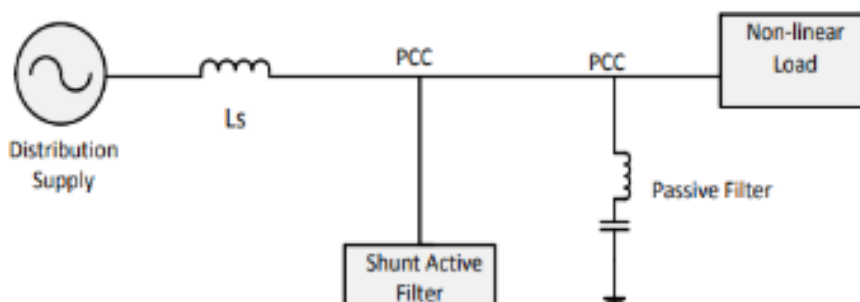 Non-linear
Load
PCC
PCC
Ls
Distribution
Supply
Passive Filter
Shunt Active
Filter